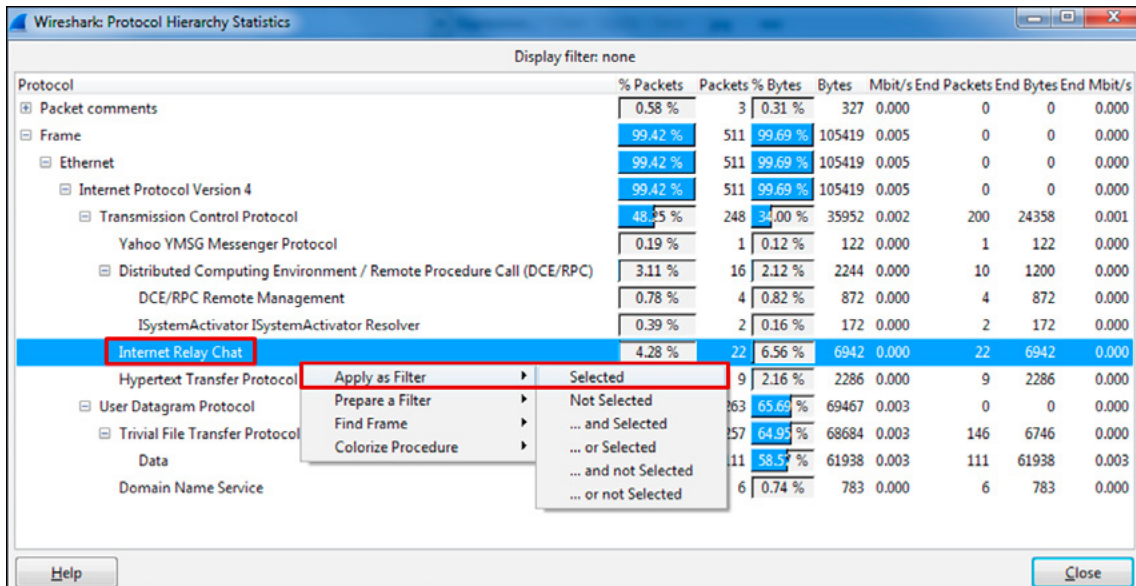 Wireshark: Protocol Hierarchy Statistics
Display filter: none
Protocol % Packets Packets % Bytes Bytes Mbit/s End Packets End Bytes End Mbit/s
Packet comments 0.58 % 3 0.31 % 327 0.000 0 0 0.000
Frame 99.42 % 511 99.69 % 105419 0.005 0 0 0.000
Ethernet 99.42 % 511 99.69 % 105419 0.005 0 0 0.000
Internet Protocol Version 4 99.42 % 511 99.69 % 105419 0.005 0 0 0.000
Transmission Control Protocol 48.25 % 248 34.00 % 35952 0.002 200 24358 0.001
Yahoo YMSG Messenger Protocol 0.19 % 1 0.12 % 122 0.000 1 122 0.000
Distributed Computing Environment / Remote Procedure Call (DCE/RPC) 3.11 % 16 2.12 % 2244 0.000 10 1200 0.000
DCE/RPC Remote Management 0.78 % 4 0.82 % 872 0.000 4 872 0.000
ISystemActivator ISystemActivator Resolver 0.39 % 2 0.16 % 172 0.000 2 172 0.000
Internet Relay Chat 4.28 % 22 6.56 % 6942 0.000 22 6942 0.000
Hypertext Transfer Protocol 9 2.16 % 2286 0.000 9 2286 0.000
Apply as Filter Selected
User Datagram Protocol 65.69 % 69467 0.003 0 0 0.000
Prepare a Filter Not Selected
Find Frame ... and Selected
Trivial File Transfer Protocol 64.95 % 68684 0.003 146 6746 0.000
Colorize Procedure ... or Selected
Data 58.57 % 61938 0.003 111 61938 0.003
... and not Selected
Domain Name Service 6 0.74 % 783 0.000 6 783 0.000
... or not Selected
Help Close